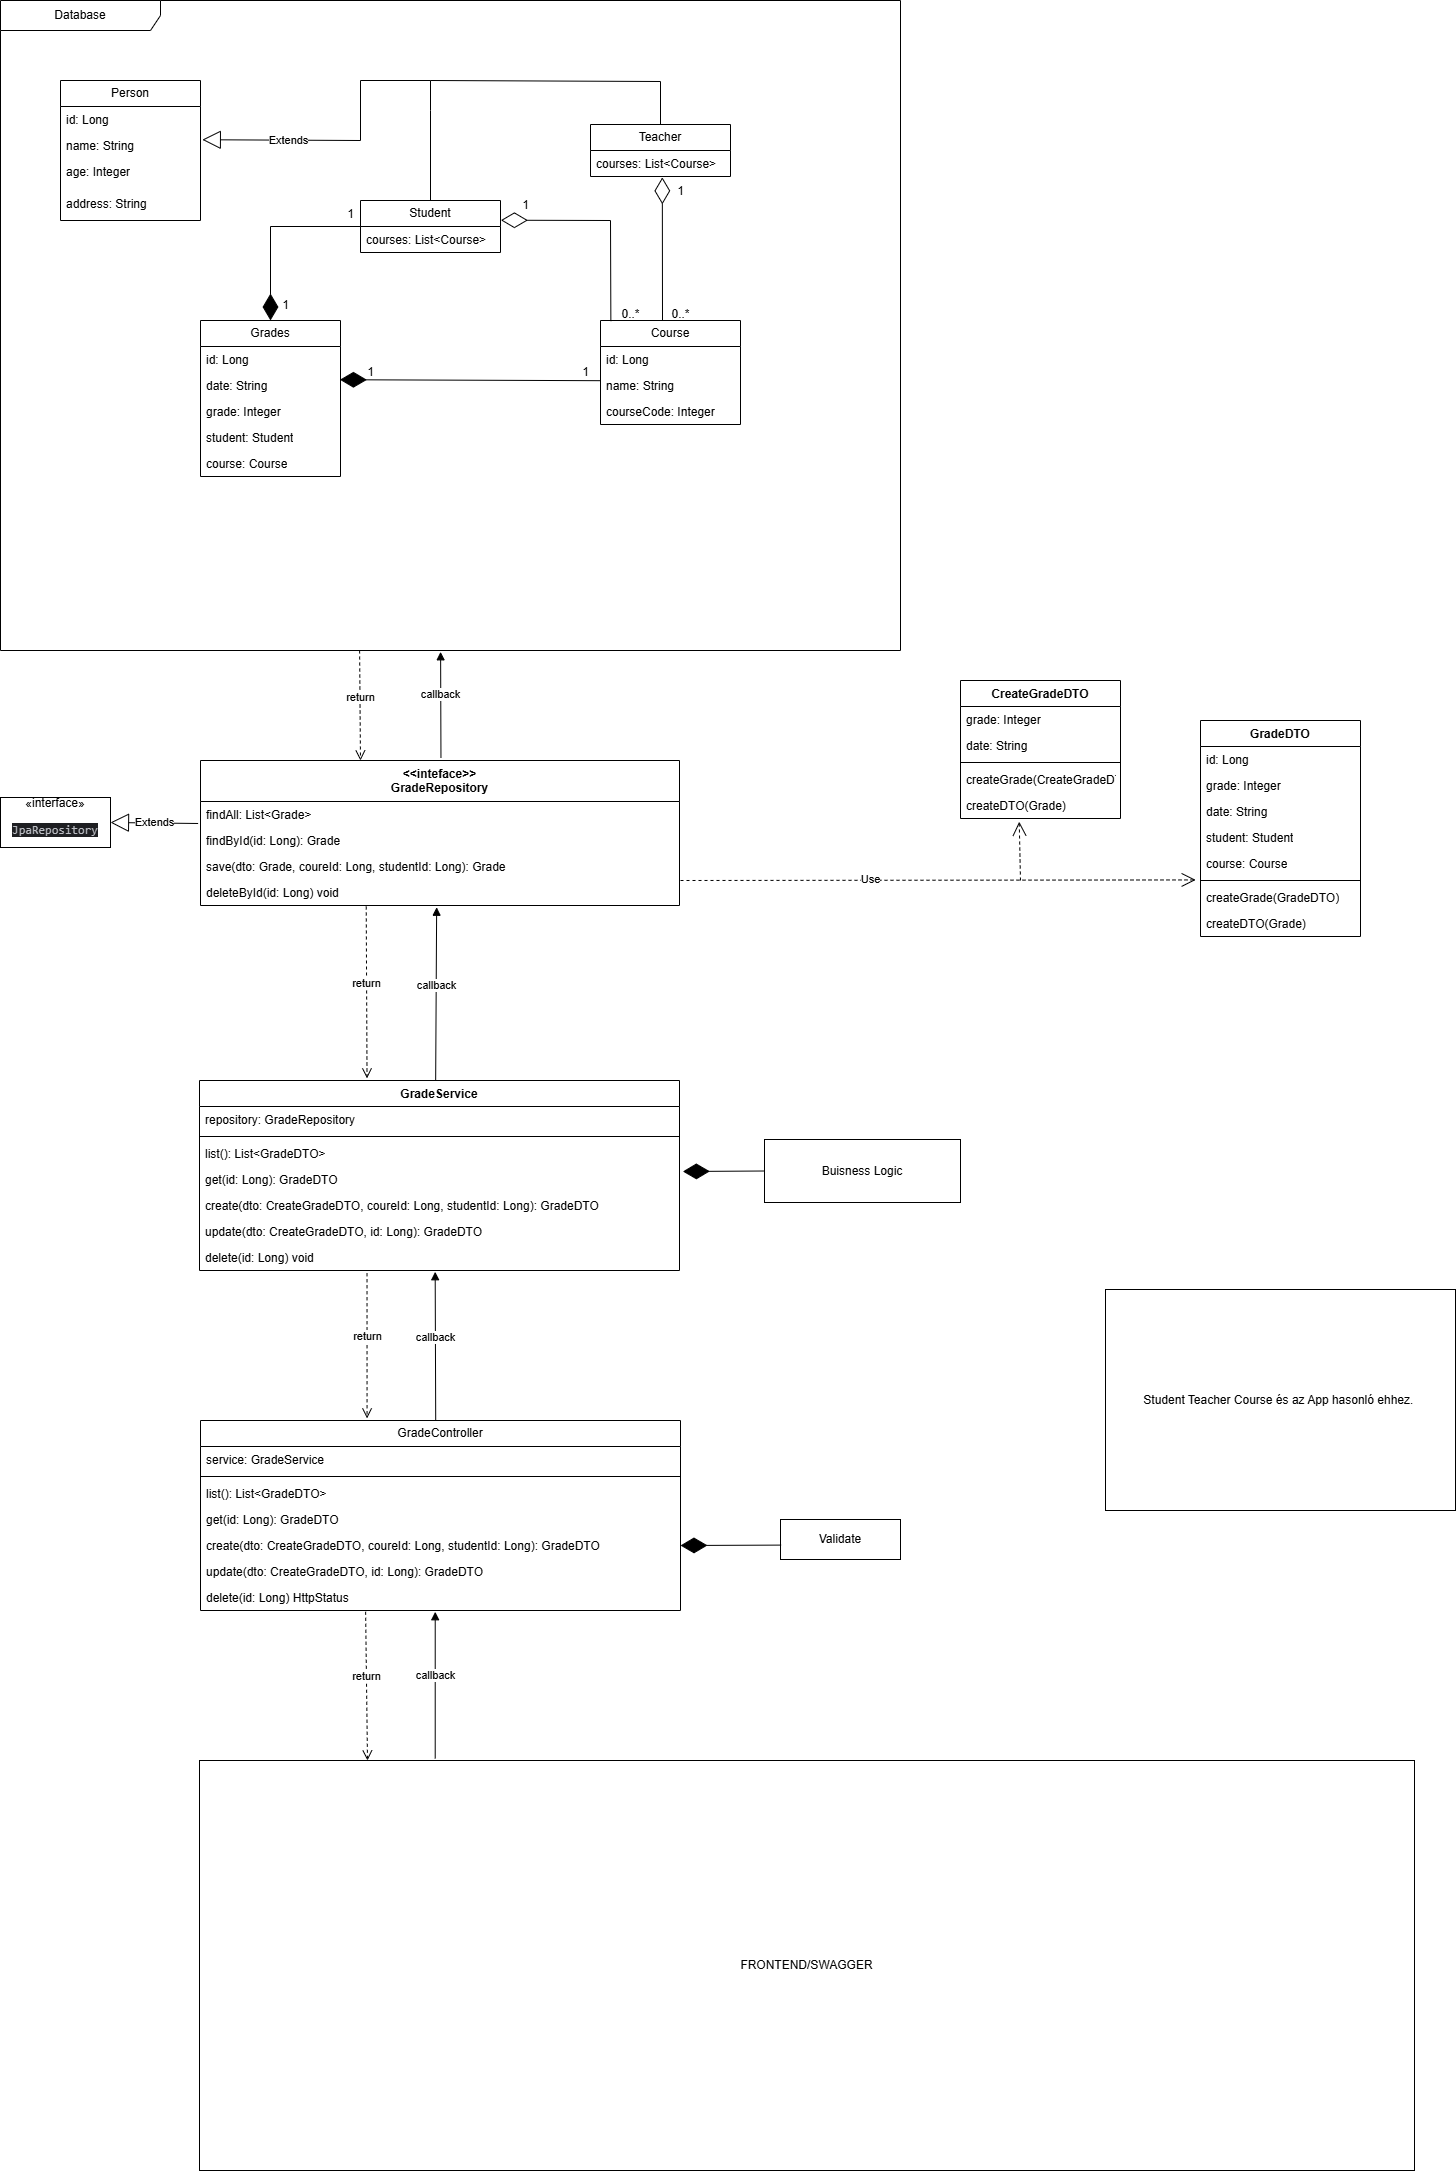 Database
Person
id: Long
name: String
age: Integer
address: String
Extends
Teacher
courses: List<Course>
1
1
Student
courses: List<Course>
1
1
0..*
0..*
Grades
id: Long
date: String
grade: Integer
student: Student
course: Course
1
1
Course
id: Long
name: String
courseCode: Integer
return
callback
CreateGradeDTO
grade: Integer
date: String
createGrade(CreateGradeD
createDTO(Grade)
GradeDTO
id: Long
grade: Integer
date: String
student: Student
course: Course
createGrade(GradeDTO)
createDTO(Grade)
«interface»
JpaRepository
Extends
<<inteface>>
GradeRepository
findAll: List<Grade>
findById(id: Long): Grade
save(dto: Grade, coureId: Long, studentId: Long): Grade
deleteById(id: Long) void
Use
return
callback
GradeService
repository: GradeRepository
list(): List<GradeDTO>
get(id: Long): GradeDTO
create(dto: CreateGradeDTO, coureId: Long, studentId: Long): GradeDTO
update(dto: CreateGradeDTO, id: Long): GradeDTO
delete(id: Long) void
Buisness Logic
return
callback
Student Teacher Course és az App hasonló ehhez.
GradeController
service: GradeService
list(): List<GradeDTO>
get(id: Long): GradeDTO
create(dto: CreateGradeDTO, coureId: Long, studentId: Long): GradeDTO
update(dto: CreateGradeDTO, id: Long): GradeDTO
delete(id: Long) HttpStatus
Validate
return
callback
FRONTEND/SWAGGER